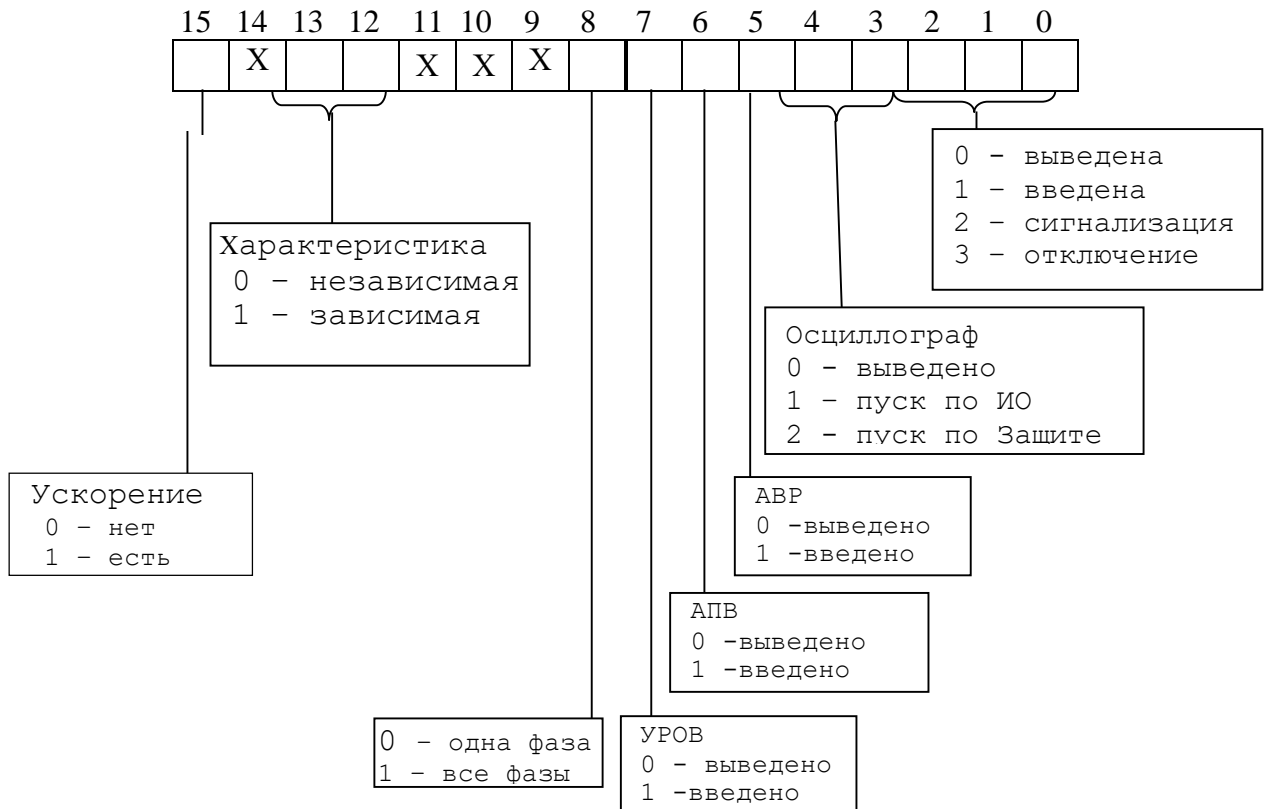 15 14 13 12 11 10 9 8 7 6 5 4 3 2 1 0
X X X X
0 - выведена
1 – введена
2 – сигнализация
3 – отключение
Характеристика
0 – независимая
1 – зависимая
Осциллограф
0 - выведено
1 – пуск по ИО
2 - пуск по Защите
Ускорение
0 – нет
1 – есть
АВР
0 -выведено
1 -введено
АПВ
0 -выведено
1 -введено
0 – одна фаза
1 – все фазы
УРОВ
0 - выведено
1 -введено